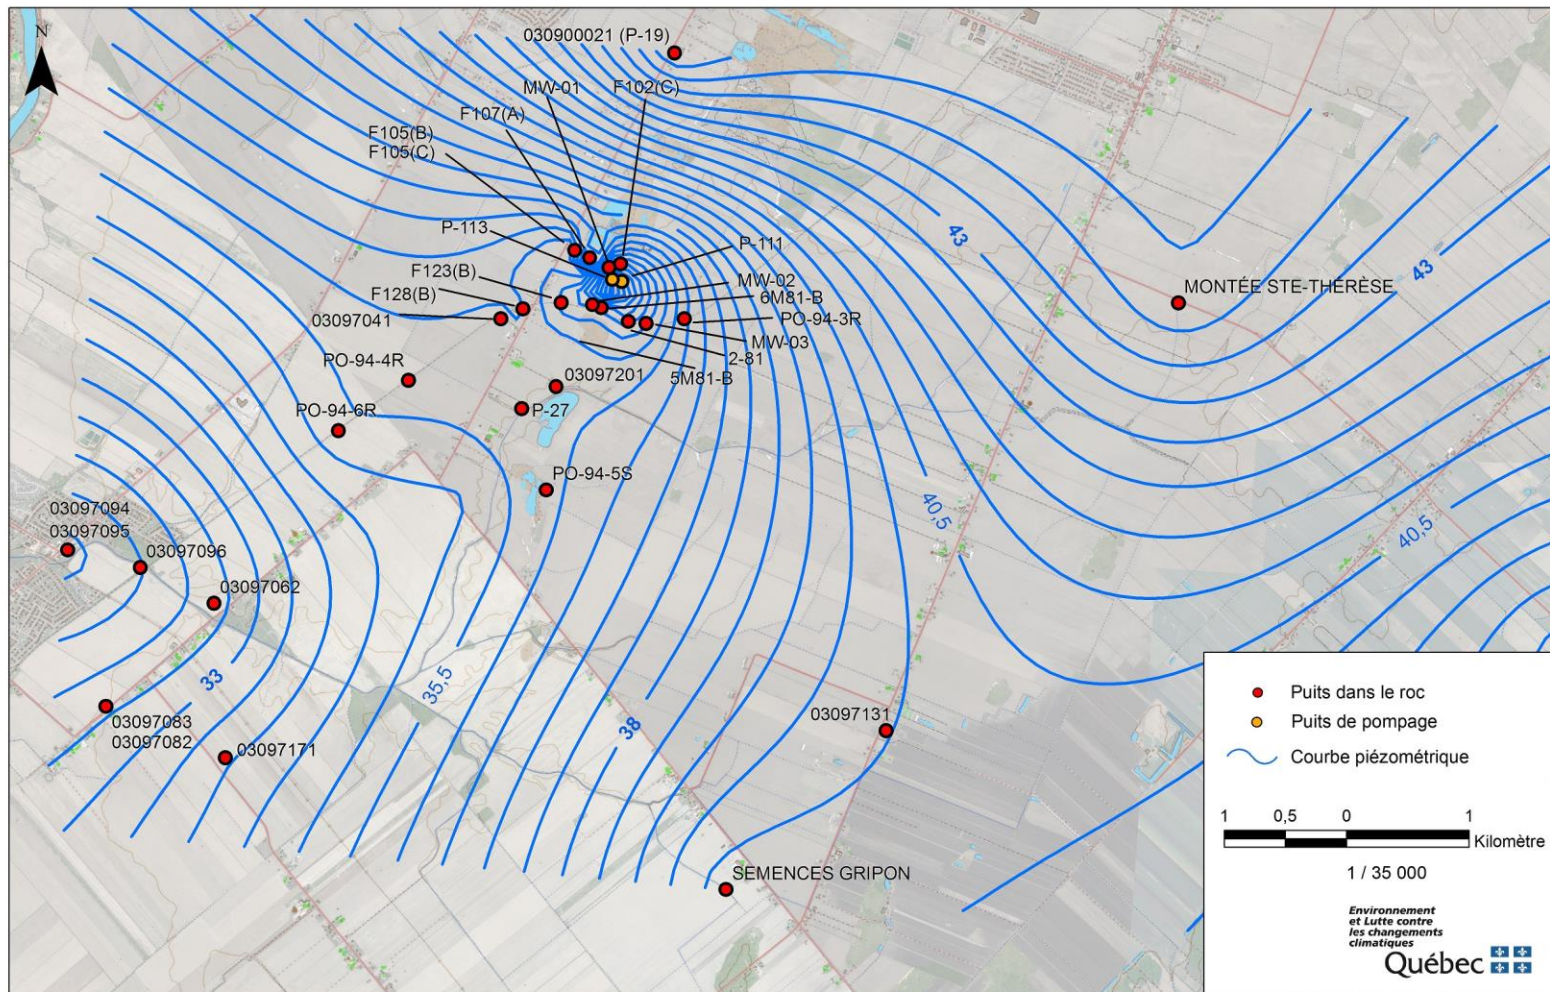 N
030900021 (P-19)
MW-01
F102(C)
F107(A)
F105(B)
F105(C)
P-113
P-111
43
F123(B)
MW-02
43
F128(B)
6M81-B
MONTÉE STE-THÉRÈSE
03097041
PO-94-3R
MW-03
PO-94-4R
2-81
03097201
5M81-B
PO-94-6R
P-27
PO-94-5S
03097094
40,5
40,5
03097095
03097096
03097062
33
35,5
38
03097131
03097083
03097082
03097171
SEMENCES GRIPON
Puits dans le roc
Puits de pompage
Courbe piézométrique
1 0,5 0 1
Kilomètre
1 / 35 000
Environnement
et Lutte contre
les changements
climatiques
Québec